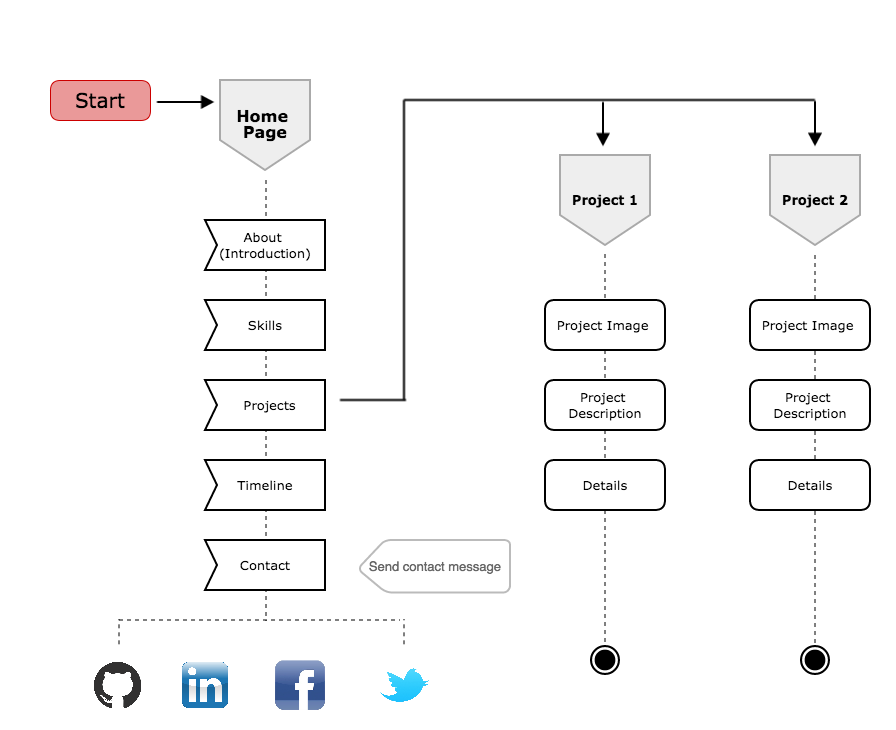 Start
Home
Page
About
(Introduction)
Skills
Projects
Timeline
Contact
Send contact message
in
f
Project 1
Project Image
Project
Description
Details
Project 2
Project Image
Project
Description
Details